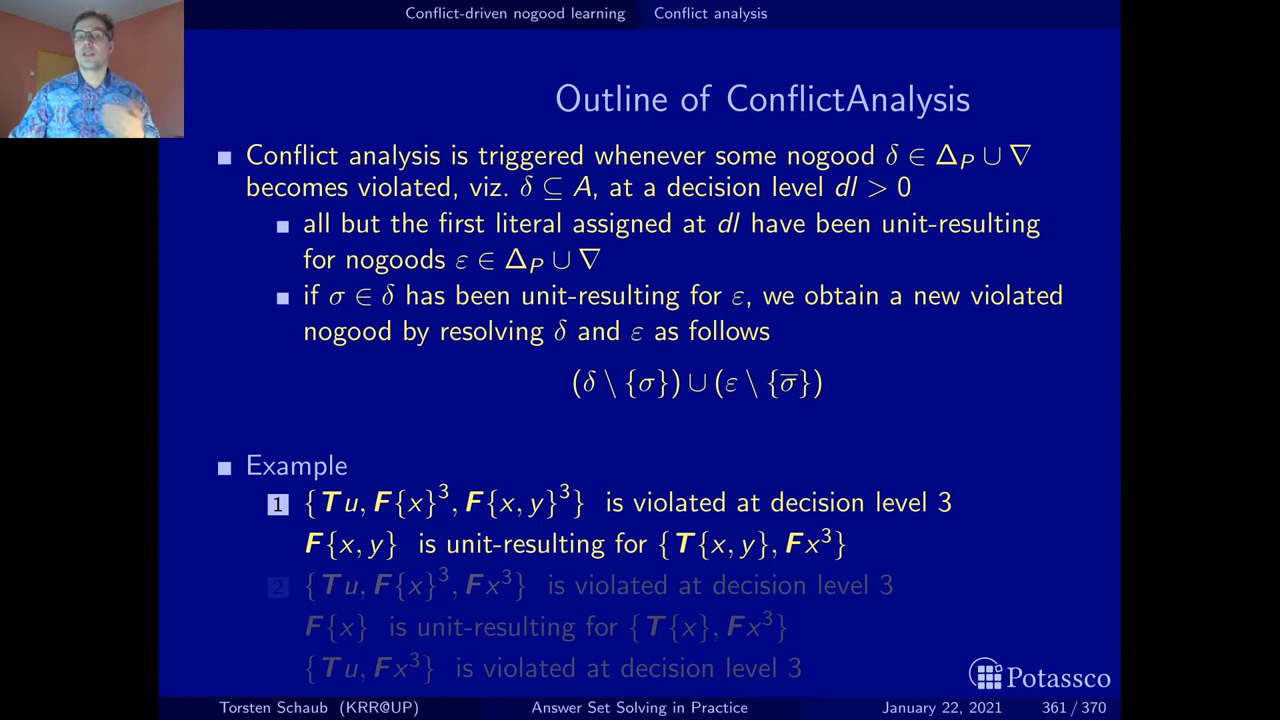 Conflict-driven nogood learning Conflict analysis
Outline of ConflictAnalysis
Conflict analysis is triggered whenever some nogood δ ∈ Δ_P ∪ ∇
becomes violated, viz. δ ⊆ A, at a decision level dl > 0
all but the first literal assigned at dl have been unit-resulting
for nogoods ε ∈ Δ_P ∪ ∇
if σ ∈ δ has been unit-resulting for ε, we obtain a new violated
nogood by resolving δ and ε as follows
(δ \ {σ}) ∪ (ε \ {σ̅})
Example
1 {Tu, F{x}³, F{x, y}³} is violated at decision level 3
F{x, y} is unit-resulting for {T{x, y}, Fx³}
2 {Tu, F{x}³, Fx³} is violated at decision level 3
F{x} is unit-resulting for {T{x}, Fx³}
{Tu, Fx³} is violated at decision level 3
Potassco
Torsten Schaub (KRR@UP) Answer Set Solving in Practice January 22, 2021 361 / 370